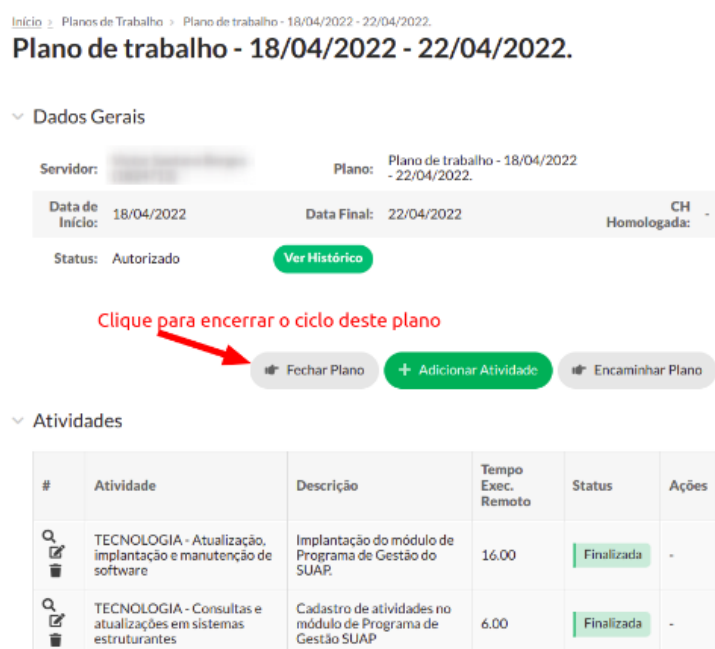 Início > Planos de Trabalho > Plano de trabalho - 18/04/2022 - 22/04/2022.
Plano de trabalho - 18/04/2022 - 22/04/2022.
Dados Gerais
Servidor:
Plano: Plano de trabalho - 18/04/2022
- 22/04/2022.
Data de Início: 18/04/2022 Data Final: 22/04/2022 CH Homologada: -
Status: Autorizado Ver Histórico
Clique para encerrar o ciclo deste plano
Fechar Plano + Adicionar Atividade Encaminhar Plano
Atividades
# Atividade Descrição Tempo Exec. Remoto Status Ações
TECNOLOGIA - Atualização,
implantação e manutenção de
software
Implantação do módulo de
Programa de Gestão do
SUAP.
16.00 Finalizada -
TECNOLOGIA - Consultas e
atualizações em sistemas
estruturantes
Cadastro de atividades no
módulo de Programa de
Gestão SUAP
6.00 Finalizada -